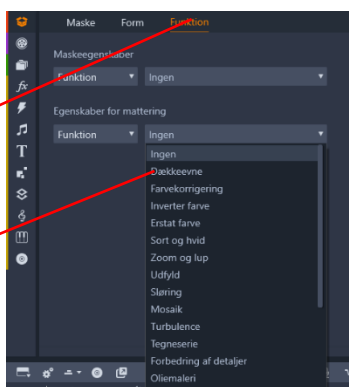 Maske Form Funktion
Maskeegenskaber
Funktion Ingen
Egenskaber for mattering
Funktion Ingen
Ingen
Dækkeevne
Farvekorrigering
Inverter farve
Erstat farve
Sort og hvid
Zoom og lup
Udfyld
Sløring
Mosaik
Turbulence
Tegneserie
Forbedring af detaljer
Oliemaleri